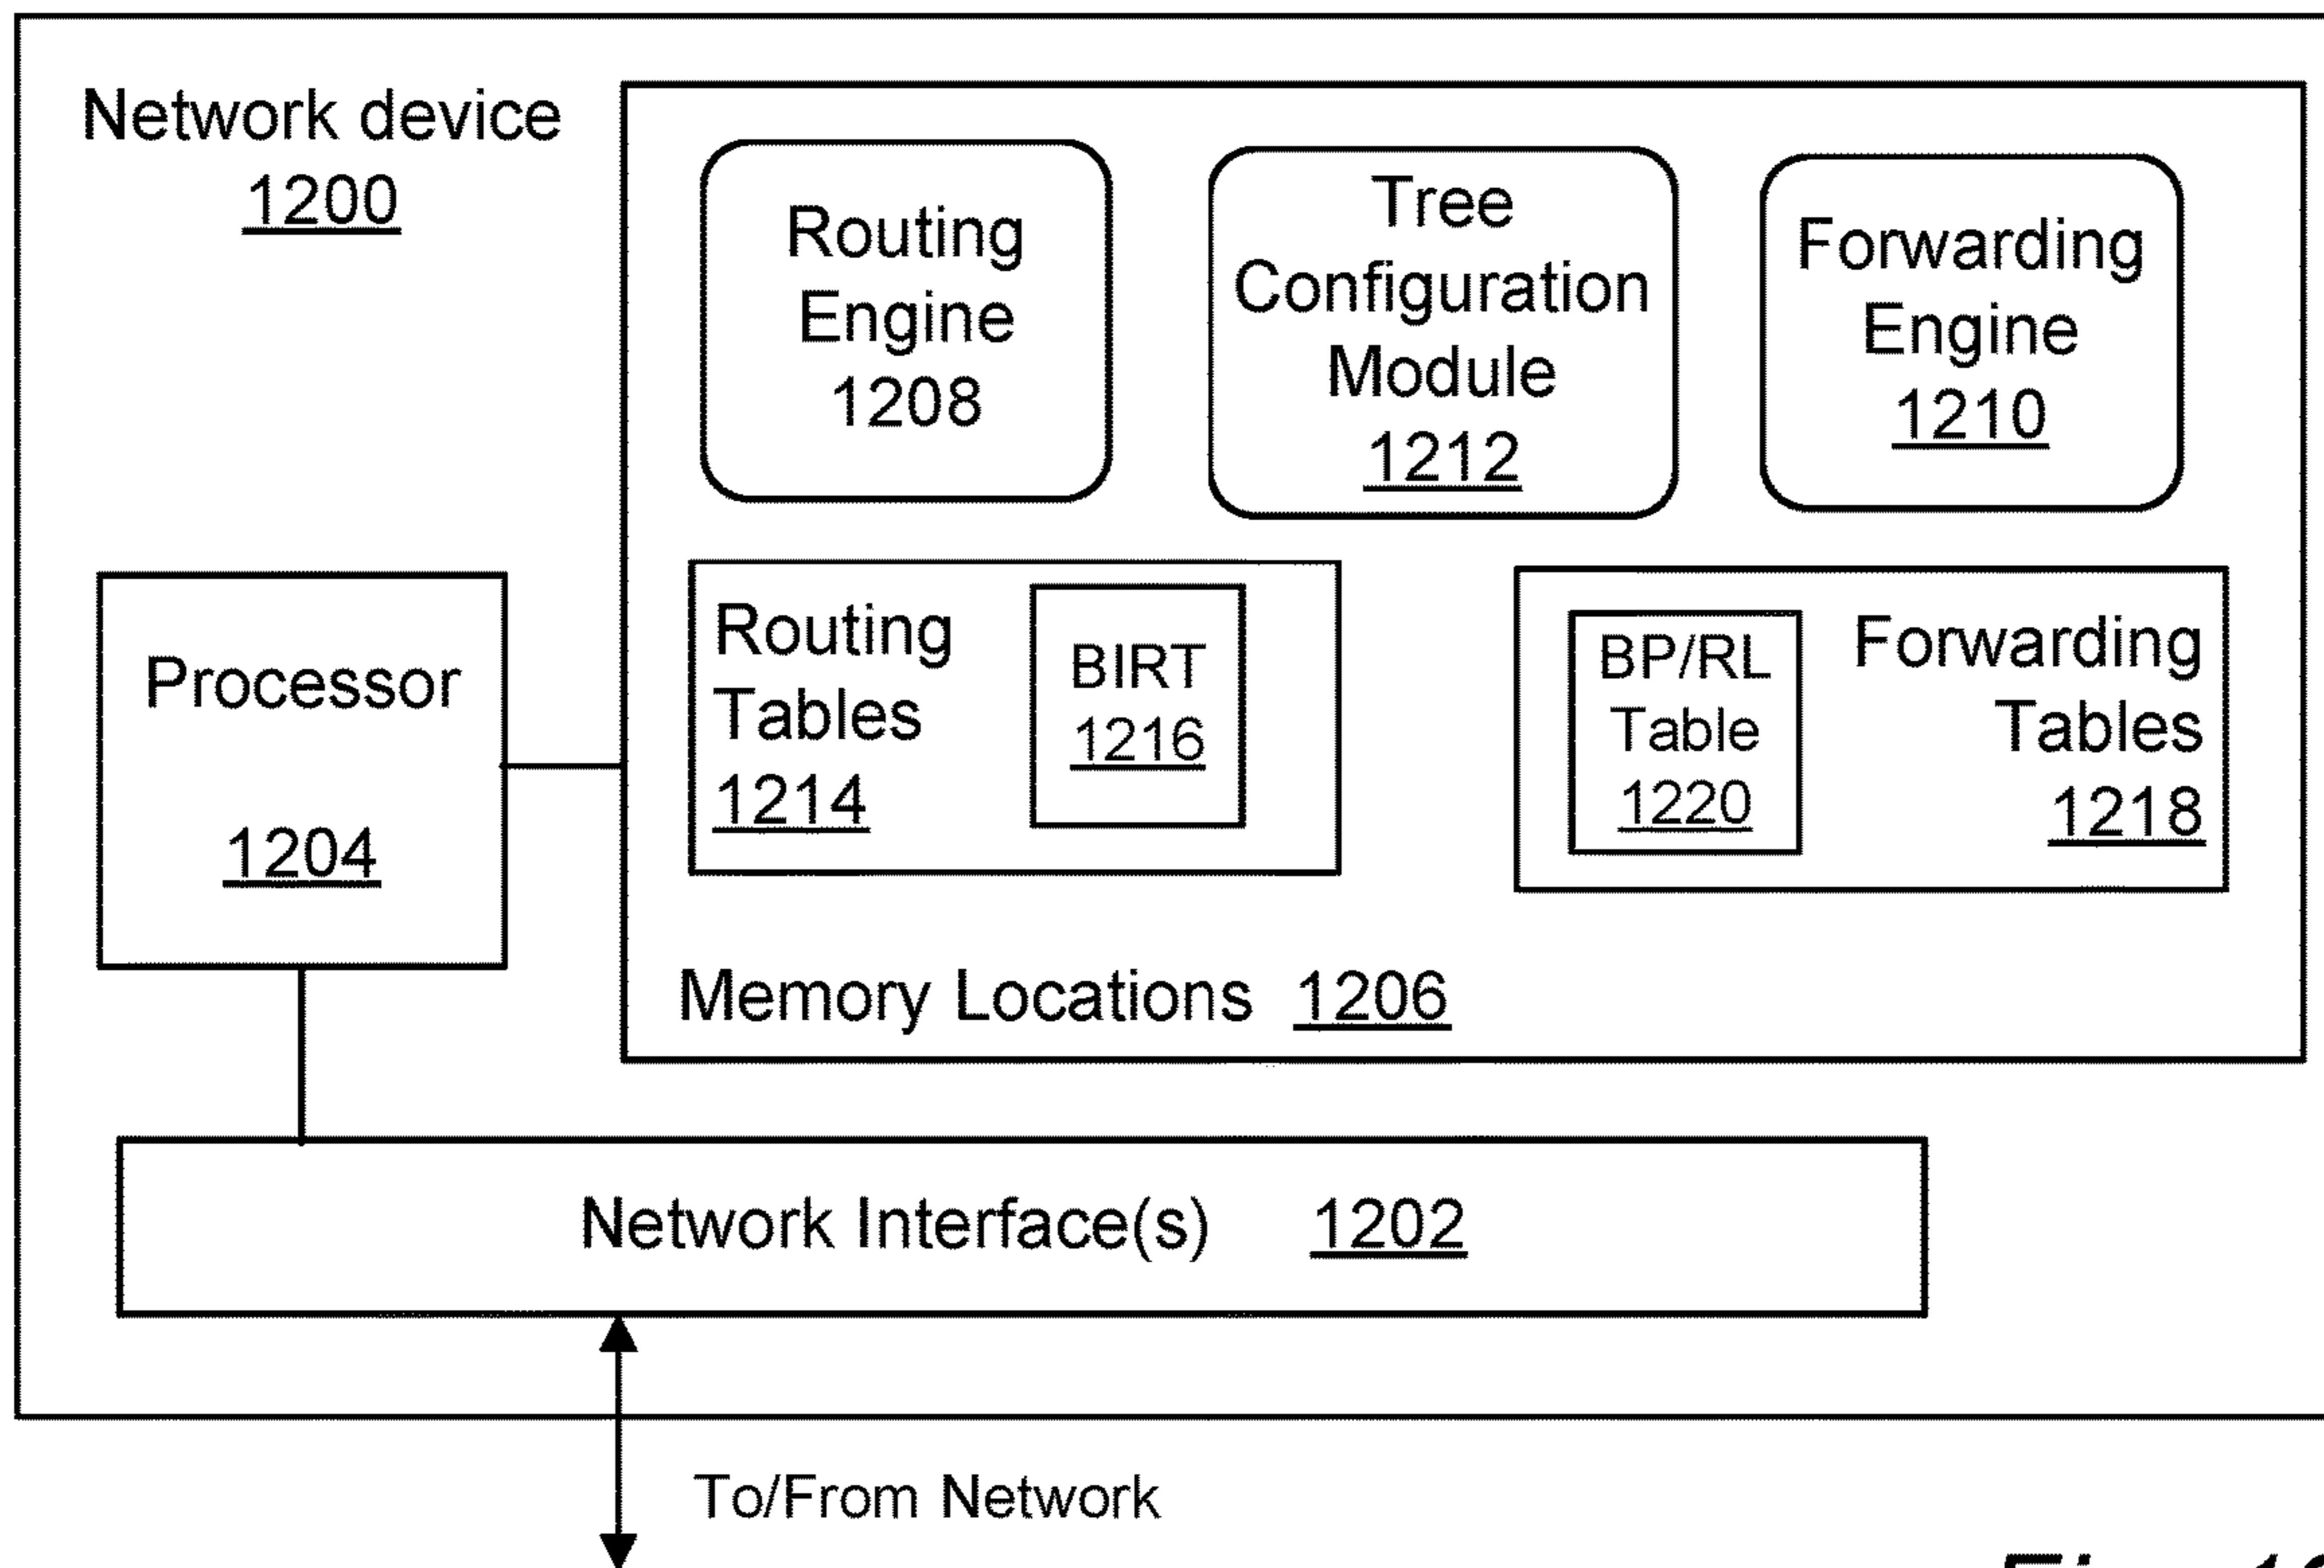 Network device
1200
Routing
Engine
1208
Tree
Configuration
Module
1212
Forwarding
Engine
1210
Processor
1204
Routing
Tables
1214
BIRT
1216
BP/RL
Table
1220
Forwarding
Tables
1218
Memory Locations 1206
Network Interface(s) 1202
To/From Network